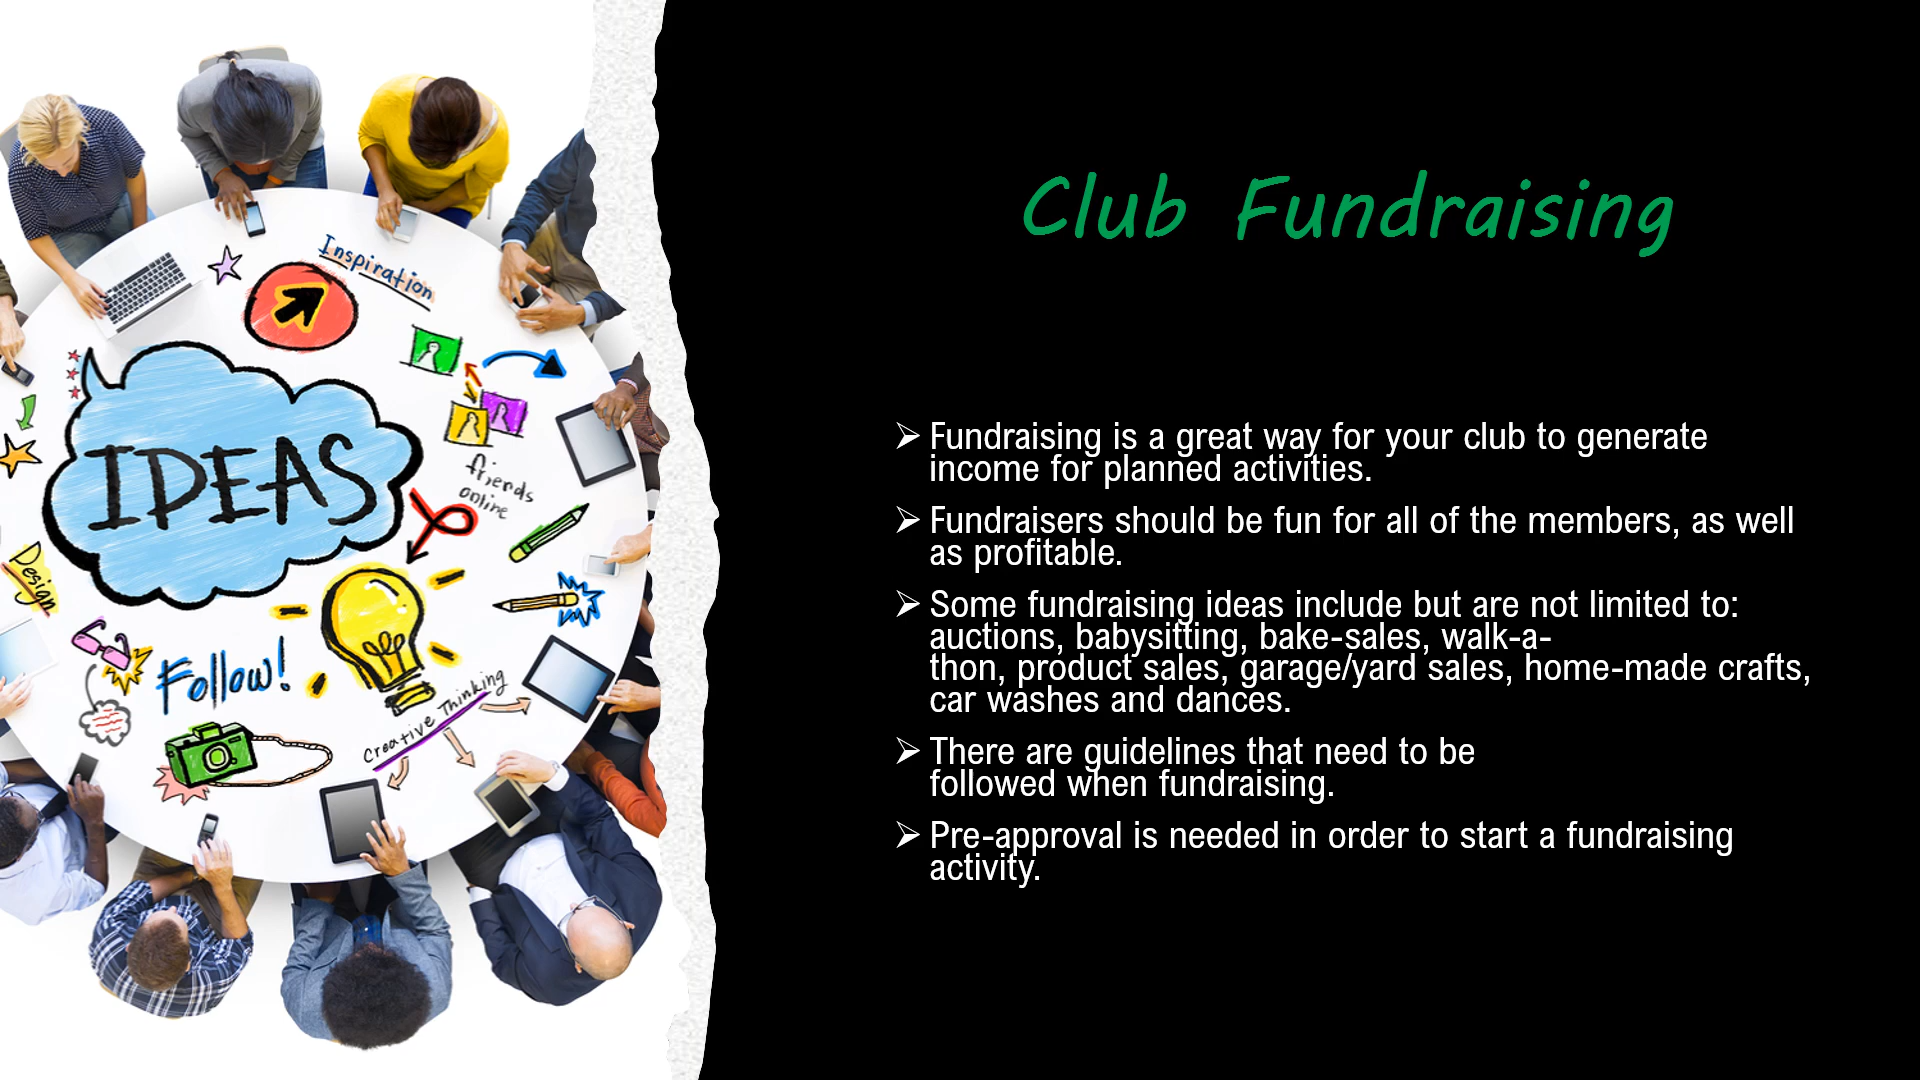 Club Fundraising
➢ Fundraising is a great way for your club to generate
income for planned activities.
➢ Fundraisers should be fun for all of the members, as well
as profitable.
➢ Some fundraising ideas include but are not limited to:
auctions, babysitting, bake-sales, walk-a-
thon, product sales, garage/yard sales, home-made crafts,
car washes and dances.
➢ There are guidelines that need to be
followed when fundraising.
➢ Pre-approval is needed in order to start a fundraising
activity.
Inspiration
IDEAS
friends
online
Design
Follow!
Creative Thinking